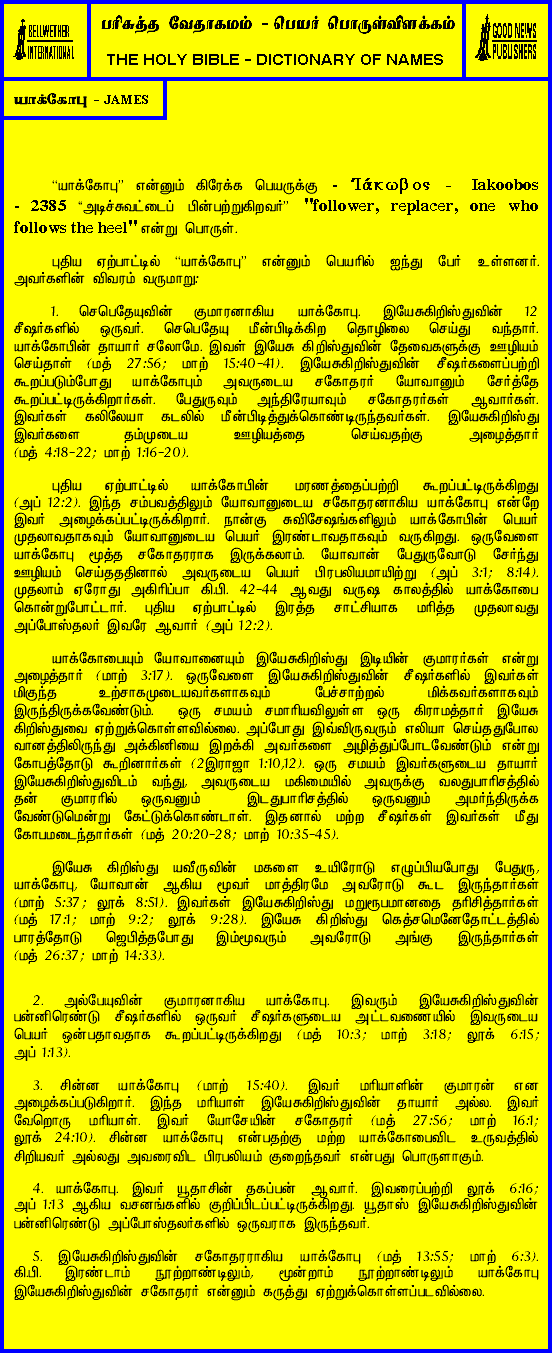 BELLWETHER
INTERNATIONAL
பரிசுத்த வேதாகமம் - பெயர் பொருள்விளக்கம்
THE HOLY BIBLE - DICTIONARY OF NAMES
GOOD NEWS
PUBLISHERS
யாக்கோபு - JAMES
"யாக்கோபு" என்னும் கிரேக்க பெயருக்கு - Ἰάκωβος - Iakoobos
- 2385 "அடிச்சுவட்டைப் பின்பற்றுகிறவர்" "follower, replacer, one who
follows the heel" என்று பொருள்.
புதிய ஏற்பாட்டில் "யாக்கோபு" என்னும் பெயரில் ஐந்து பேர் உள்ளனர்.
அவர்களின் விவரம் வருமாறு:
1. செபெதேயுவின் குமாரனாகிய யாக்கோபு. இயேசுகிறிஸ்துவின் 12
சீஷர்களில் ஒருவர். செபெதேயு மீன்பிடிக்கிற தொழிலை செய்து வந்தார்.
யாக்கோபின் தாயார் சலோமே. இவள் இயேசு கிறிஸ்துவின் தேவைகளுக்கு ஊழியம்
செய்தாள் (மத் 27:56; மாற் 15:40-41). இயேசுகிறிஸ்துவின் சீஷர்களைப்பற்றி
கூறப்படும்போது யாக்கோபும் அவருடைய சகோதரர் யோவானும் சேர்த்தே
கூறப்பட்டிருக்கிறார்கள். பேதுருவும் அந்திரேயாவும் சகோதரர்கள் ஆவார்கள்.
இவர்கள் கலிலேயா கடலில் மீன்பிடித்துக்கொண்டிருந்தவர்கள். இயேசுகிறிஸ்து
இவர்களை தம்முடைய ஊழியத்தை செய்வதற்கு அழைத்தார்
(மத் 4:18-22; மாற் 1:16-20).
புதிய ஏற்பாட்டில் யாக்கோபின் மரணத்தைப்பற்றி கூறப்பட்டிருக்கிறது
(அப் 12:2). இந்த சம்பவத்திலும் யோவானுடைய சகோதரனாகிய யாக்கோபு என்றே
இவர் அழைக்கப்பட்டிருக்கிறார். நான்கு சுவிசேஷங்களிலும் யாக்கோபின் பெயர்
முதலாவதாகவும் யோவானுடைய பெயர் இரண்டாவதாகவும் வருகிறது. ஒருவேளை
யாக்கோபு மூத்த சகோதரராக இருக்கலாம். யோவான் பேதுருவோடு சேர்ந்து
ஊழியம் செய்தததினால் அவருடைய பெயர் பிரபலியமாயிற்று (அப் 3:1; 8:14).
முதலாம் ஏரோது அகிரிப்பா கி.பி. 42-44 ஆவது வருஷ காலத்தில் யாக்கோபை
கொன்றுபோட்டார். புதிய ஏற்பாட்டில் இரத்த சாட்சியாக மரித்த முதலாவது
அப்போஸ்தலர் இவரே ஆவார் (அப் 12:2).
யாக்கோபையும் யோவானையும் இயேசுகிறிஸ்து இடியின் குமாரர்கள் என்று
அழைத்தார் (மாற் 3:17). ஒருவேளை இயேசுகிறிஸ்துவின் சீஷர்களில் இவர்கள்
மிகுந்த உற்சாகமுடையவர்களாகவும் பேச்சாற்றல் மிக்கவர்களாகவும்
இருந்திருக்கவேண்டும். ஒரு சமயம் சமாரியவிலுள்ள ஒரு கிராமத்தார் இயேசு
கிறிஸ்துவை ஏற்றுக்கொள்ளவில்லை. அப்போது இவ்விருவரும் எலியா செய்ததுபோல
வானத்திலிருந்து அக்கினியை இறக்கி அவர்களை அழித்துப்போடவேண்டும் என்று
கோபத்தோடு கூறினார்கள் (2இராஜா 1:10,12). ஒரு சமயம் இவர்களுடைய தாயார்
இயேசுகிறிஸ்துவிடம் வந்து, அவருடைய மகிமையில் அவருக்கு வலதுபாரிசத்தில்
தன் குமாரரில் ஒருவனும் இடதுபாரிசத்தில் ஒருவனும் அமர்ந்திருக்க
வேண்டுமென்று கேட்டுக்கொண்டாள். இதனால் மற்ற சீஷர்கள் இவர்கள் மீது
கோபமடைந்தார்கள் (மத் 20:20-28; மாற் 10:35-45).
இயேசு கிறிஸ்து யவீருவின் மகளை உயிரோடு எழுப்பியபோது பேதுரு,
யாக்கோபு, யோவான் ஆகிய மூவர் மாத்திரமே அவரோடு கூட இருந்தார்கள்
(மாற் 5:37; லூக் 8:51). இவர்கள் இயேசுகிறிஸ்து மறுரூபமானதை தரிசித்தார்கள்
(மத் 17:1; மாற் 9:2; லூக் 9:28). இயேசு கிறிஸ்து கெத்சமெனேதோட்டத்தில்
பாரத்தோடு ஜெபித்தபோது இம்மூவரும் அவரோடு அங்கு இருந்தார்கள்
(மத் 26:37; மாற் 14:33).
2. அல்பேயுவின் குமாரனாகிய யாக்கோபு. இவரும் இயேசுகிறிஸ்துவின்
பன்னிரெண்டு சீஷர்களில் ஒருவர் சீஷர்களுடைய அட்டவணையில் இவருடைய
பெயர் ஒன்பதாவதாக கூறப்பட்டிருக்கிறது (மத் 10:3; மாற் 3:18; லூக் 6:15;
அப் 1:13).
3. சின்ன யாக்கோபு (மாற் 15:40). இவர் மரியாளின் குமாரன் என
அழைக்கப்படுகிறார். இந்த மரியாள் இயேசுகிறிஸ்துவின் தாயார் அல்ல. இவர்
வேறொரு மரியாள். இவர் யோசேயின் சகோதரர் (மத் 27:56; மாற் 16:1;
லூக் 24:10). சின்ன யாக்கோபு என்பதற்கு மற்ற யாக்கோபைவிட உருவத்தில்
சிறியவர் அல்லது அவரைவிட பிரபலியம் குறைந்தவர் என்பது பொருளாகும்.
4. யாக்கோபு. இவர் யூதாசின் தகப்பன் ஆவார். இவரைப்பற்றி லூக் 6:16;
அப் 1:13 ஆகிய வசனங்களில் குறிப்பிடப்பட்டிருக்கிறது. யூதாஸ் இயேசுகிறிஸ்துவின்
பன்னிரெண்டு அப்போஸ்தலர்களில் ஒருவராக இருந்தவர்.
5. இயேசுகிறிஸ்துவின் சகோதரராகிய யாக்கோபு (மத் 13:55; மாற் 6:3).
கி.பி. இரண்டாம் நூற்றாண்டிலும், மூன்றாம் நூற்றாண்டிலும் யாக்கோபு
இயேசுகிறிஸ்துவின் சகோதரர் என்னும் கருத்து ஏற்றுக்கொள்ளப்படவில்லை.